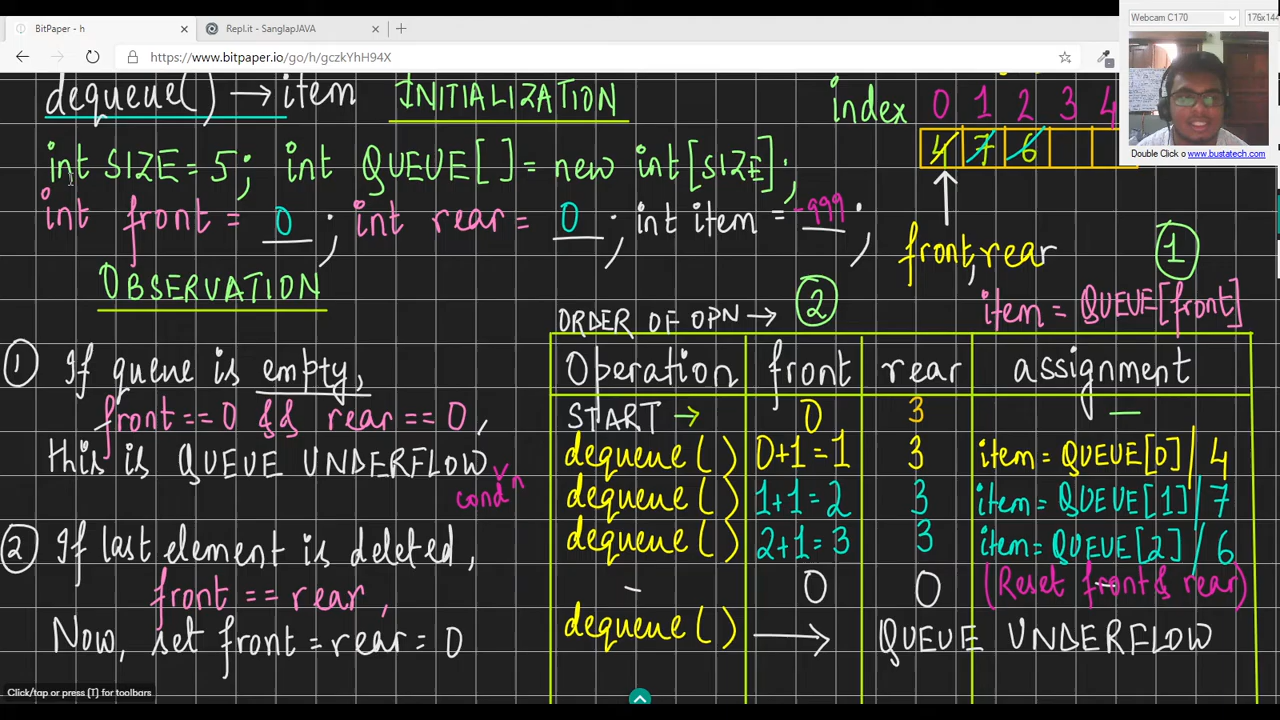 BitPaper - h
Repl.it - SanglapJAVA
Webcam C170
176x14
https://www.bitpaper.io/go/h/gczkYhH94X
Double Click o www.bustatech.com
dequeue( ) → item INITIALIZATION
index 0 1 2 3 4
int SIZE = 5; int QUEUE[ ] = new int[SIZE];
4 7 6
int front = 0; int rear = 0; int item = -999;
front, rear
OBSERVATION
1
item = QUEUE[front]
ORDER OF OPN → 2
Operation front rear assignment
START → 0 3 —
dequeue( ) 0+1 = 1 3 item = QUEUE[0] / 4
dequeue( ) 1+1 = 2 3 item = QUEUE[1] / 7
dequeue( ) 2+1 = 3 3 item = QUEUE[2] / 6
– 0 0 (Reset front & rear)
dequeue( ) → QUEUE UNDERFLOW
1 If queue is empty,
front == 0 && rear == 0,
this is QUEUE UNDERFLOW
condn
2 If last element is deleted,
front == rear,
Now, set front = rear = 0
Click/tap or press [T] for toolbars